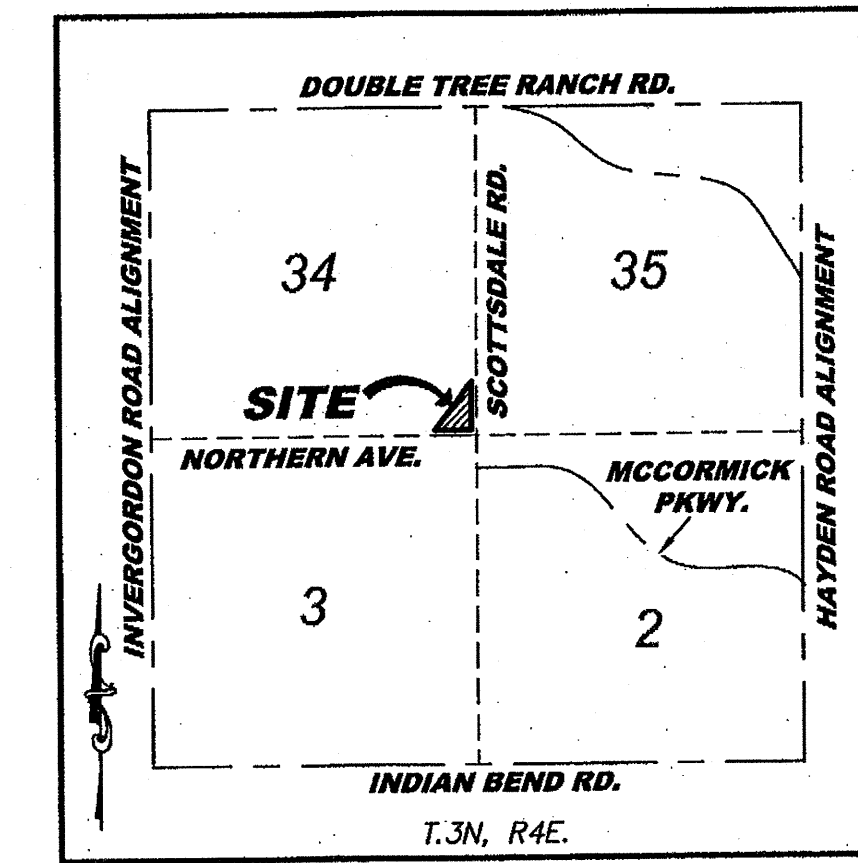 DOUBLE TREE RANCH RD.
INVERGORDON ROAD ALIGNMENT
34
SCOTTSDALE RD.
35
HAYDEN ROAD ALIGNMENT
SITE
NORTHERN AVE.
MCCORMICK
PKWY.
3
2
INDIAN BEND RD.
T.3N, R4E.